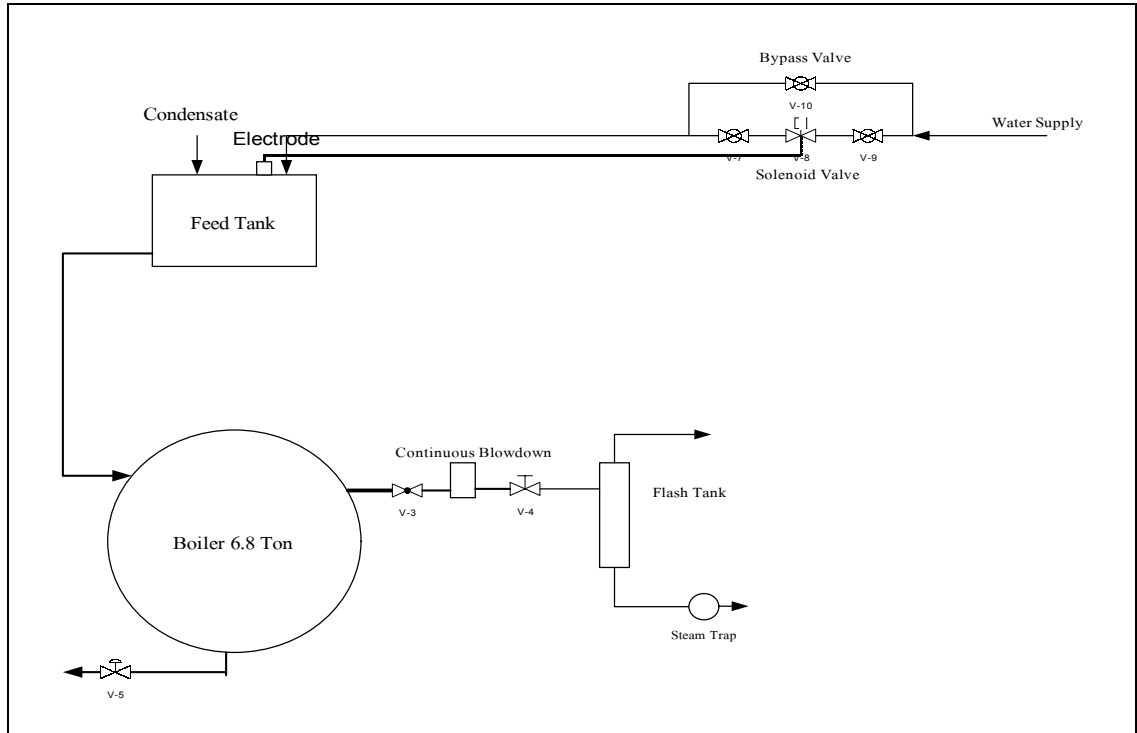 Bypass Valve
V-10
Condensate
Electrode
Water Supply
V-7
V-8
V-9
Solenoid Valve
Feed Tank
Continuous Blowdown
Flash Tank
V-3
V-4
Boiler 6.8 Ton
Steam Trap
V-5